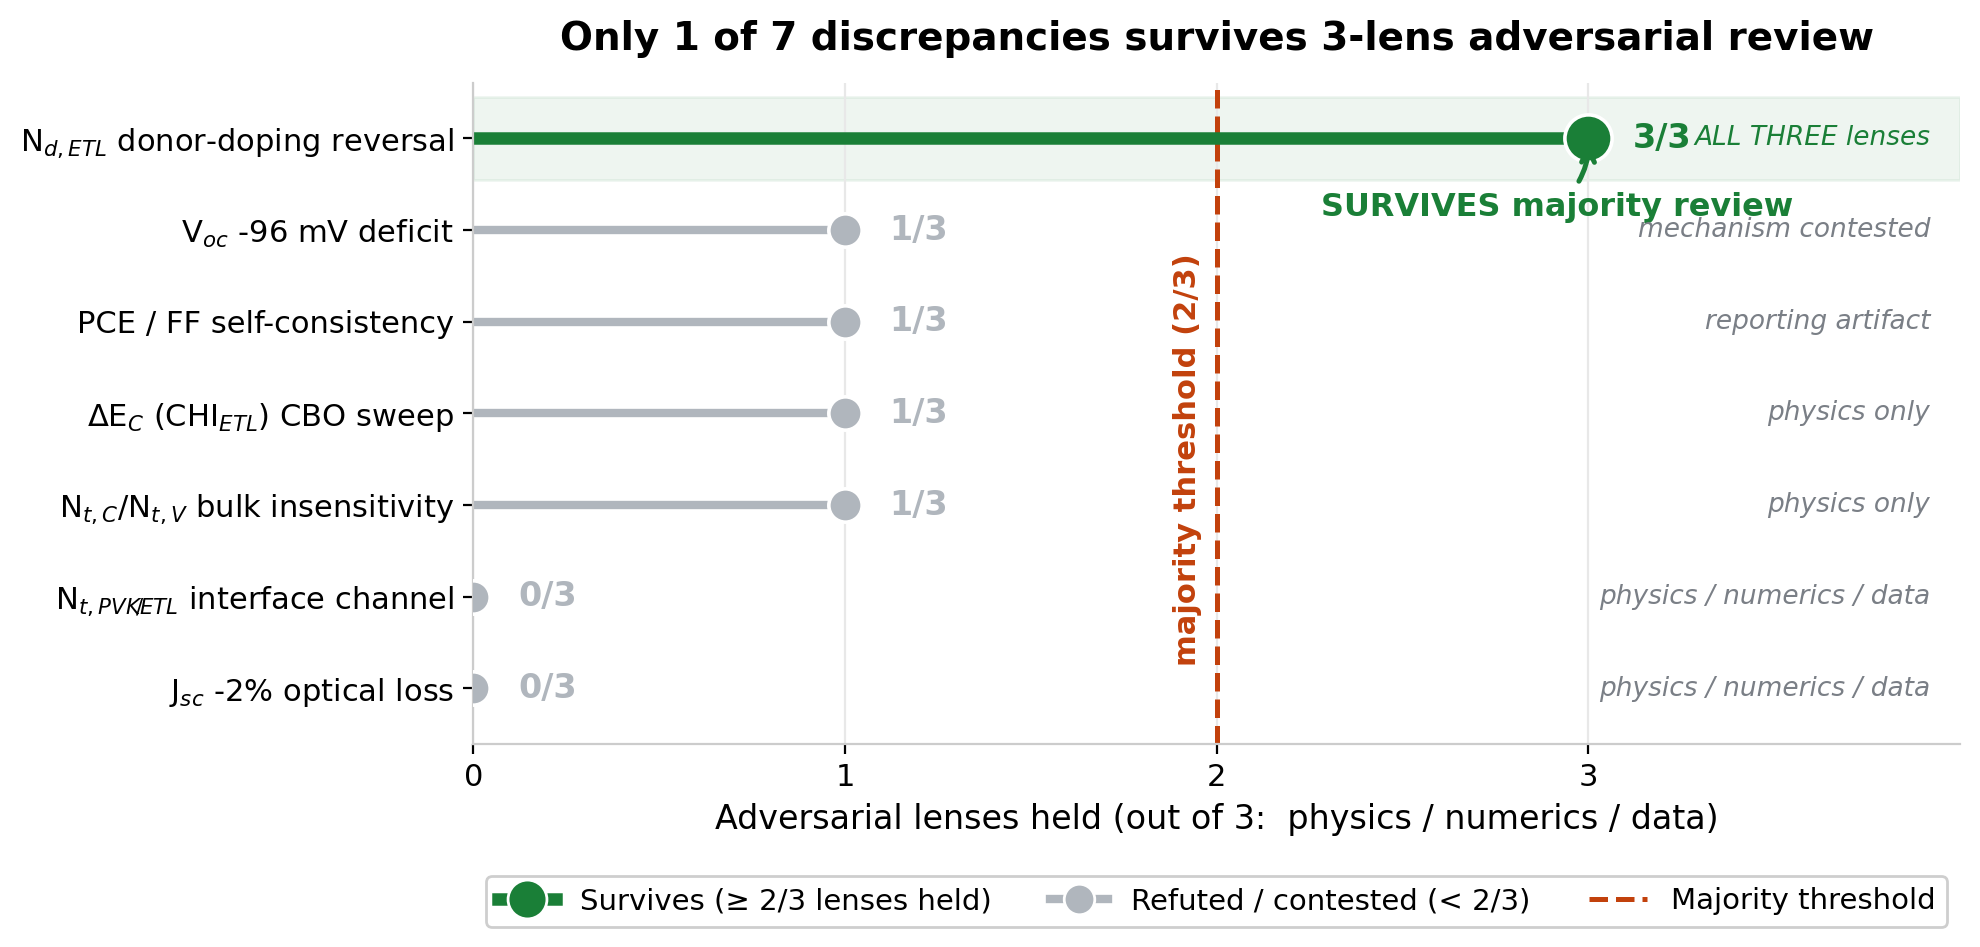 Only 1 of 7 discrepancies survives 3-lens adversarial review
N_{d,ETL} donor-doping reversal
3/3 ALL THREE lenses
SURVIVES majority review
V_{oc} -96 mV deficit
1/3
mechanism contested
PCE / FF self-consistency
1/3
reporting artifact
ΔE_C (CHI_{ETL}) CBO sweep
1/3
physics only
N_{t,C}/N_{t,V} bulk insensitivity
1/3
physics only
N_{t,PVK/ETL} interface channel
0/3
physics / numerics / data
J_{sc} -2% optical loss
0/3
physics / numerics / data
majority threshold (2/3)
0 1 2 3
Adversarial lenses held (out of 3:  physics / numerics / data)
Survives (≥ 2/3 lenses held)
Refuted / contested (< 2/3)
Majority threshold